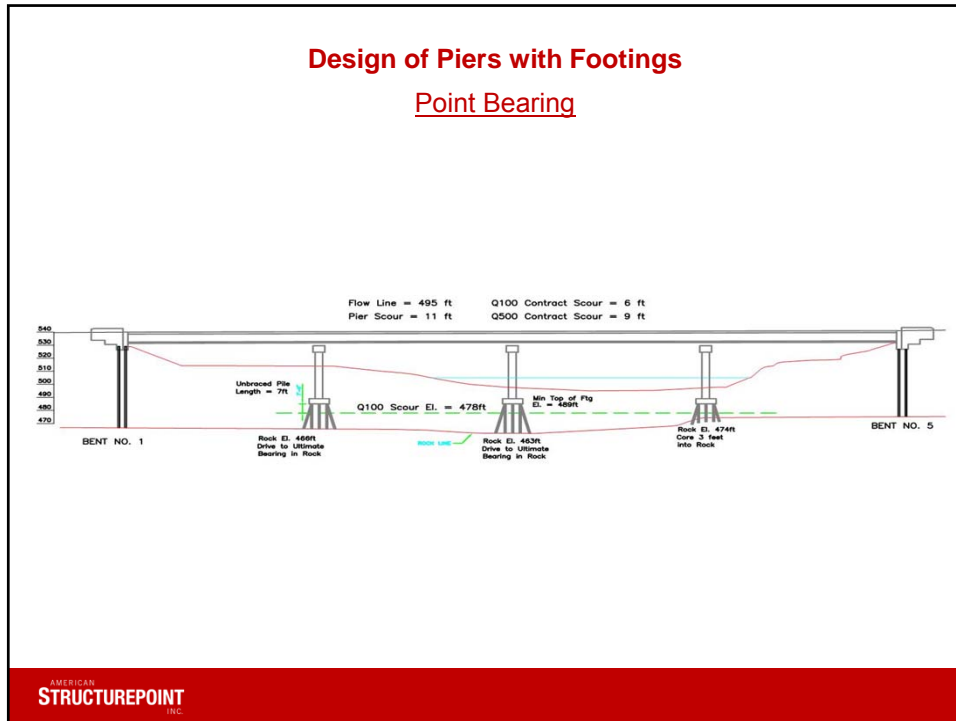 Design of Piers with Footings
Point Bearing
Flow Line = 495 ft Q100 Contract Scour = 6 ft
Pier Scour = 11 ft Q500 Contract Scour = 9 ft
540
530
520
510
500
490
480
470
Unbraced Pile
Length = 7ft
Q100 Scour El. = 478ft
Min Top of Ftg
El. = 489ft
BENT NO. 1
Rock El. 466ft
Drive to Ultimate
Bearing in Rock
ROCK LINE
Rock El. 463ft
Drive to Ultimate
Bearing in Rock
Rock El. 474ft
Core 3 feet
into Rock
BENT NO. 5
AMERICAN
STRUCTUREPOINT
INC.